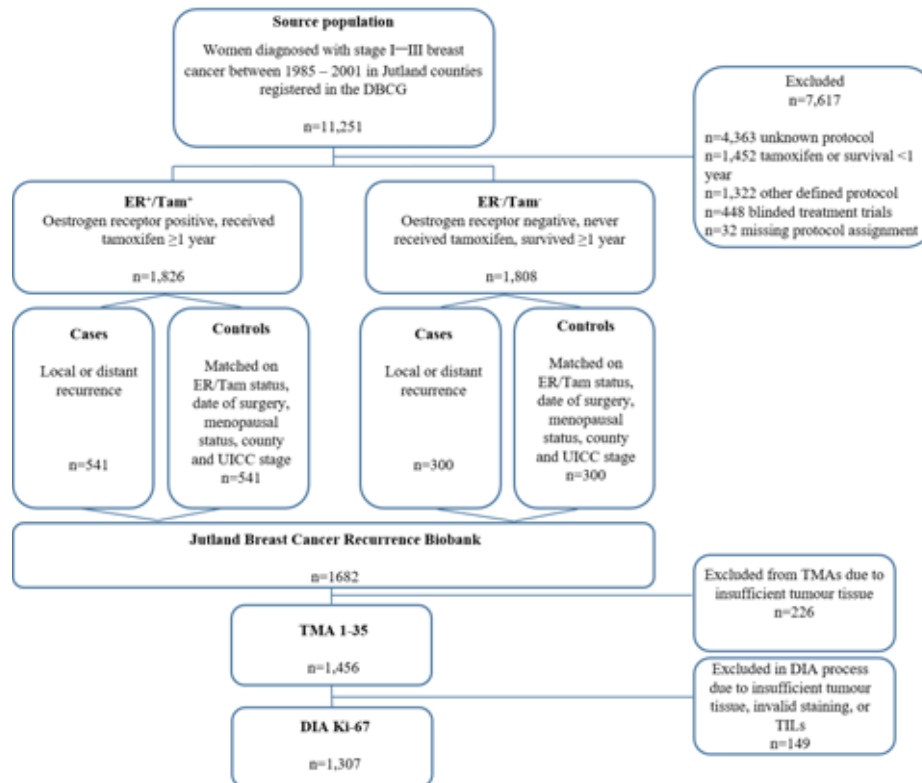 Source population
Women diagnosed with stage I—III breast
cancer between 1985 – 2001 in Jutland counties
registered in the DBCG
n=11,251
Excluded
n=7,617
n=4,363 unknown protocol
n=1,452 tamoxifen or survival <1
year
n=1,322 other defined protocol
n=448 blinded treatment trials
n=32 missing protocol assignment
ER⁺/Tam⁺
Oestrogen receptor positive, received
tamoxifen ≥1 year
n=1,826
ER⁻/Tam⁻
Oestrogen receptor negative, never
received tamoxifen, survived ≥1 year
n=1,808
Cases
Local or distant
recurrence
n=541
Controls
Matched on
ER/Tam status,
date of surgery,
menopausal
status, county
and UICC stage
n=541
Cases
Local or distant
recurrence
n=300
Controls
Matched on
ER/Tam status,
date of surgery,
menopausal
status, county
and UICC stage
n=300
Jutland Breast Cancer Recurrence Biobank
n=1682
Excluded from TMAs due to
insufficient tumour tissue
n=226
TMA 1-35
n=1,456
Excluded in DIA process
due to insufficient tumour
tissue, invalid staining, or
TILs
n=149
DIA Ki-67
n=1,307